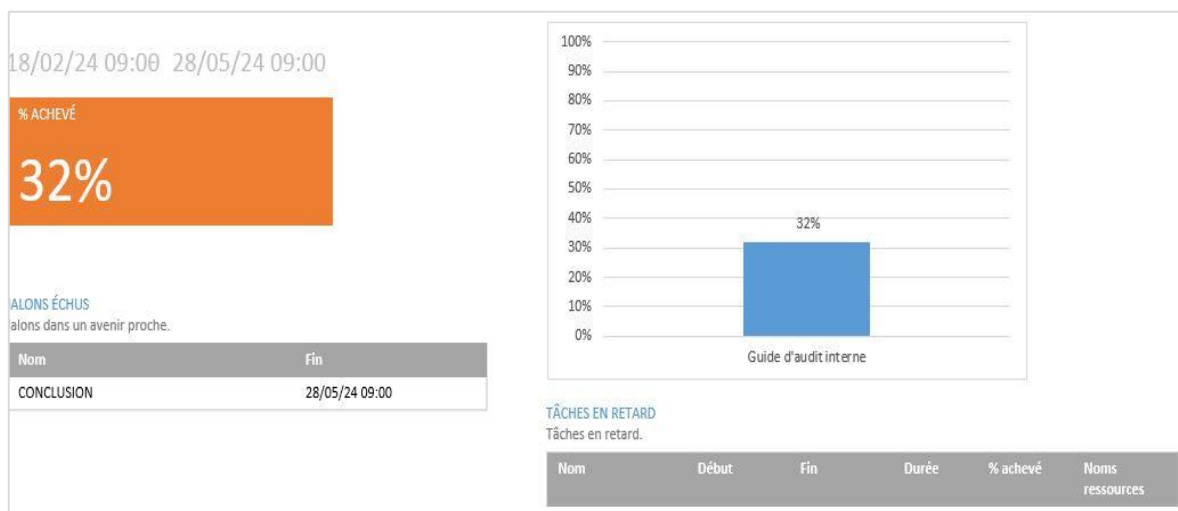 18/02/24 09:00 28/05/24 09:00
% ACHEVÉ
32%
ALONS ÉCHUS
alons dans un avenir proche.
Nom Fin
CONCLUSION 28/05/24 09:00
100%
90%
80%
70%
60%
50%
40%
30%
20%
10%
0%
32%
Guide d'audit interne
TÂCHES EN RETARD
Tâches en retard.
Nom Début Fin Durée % achevé Noms
ressources